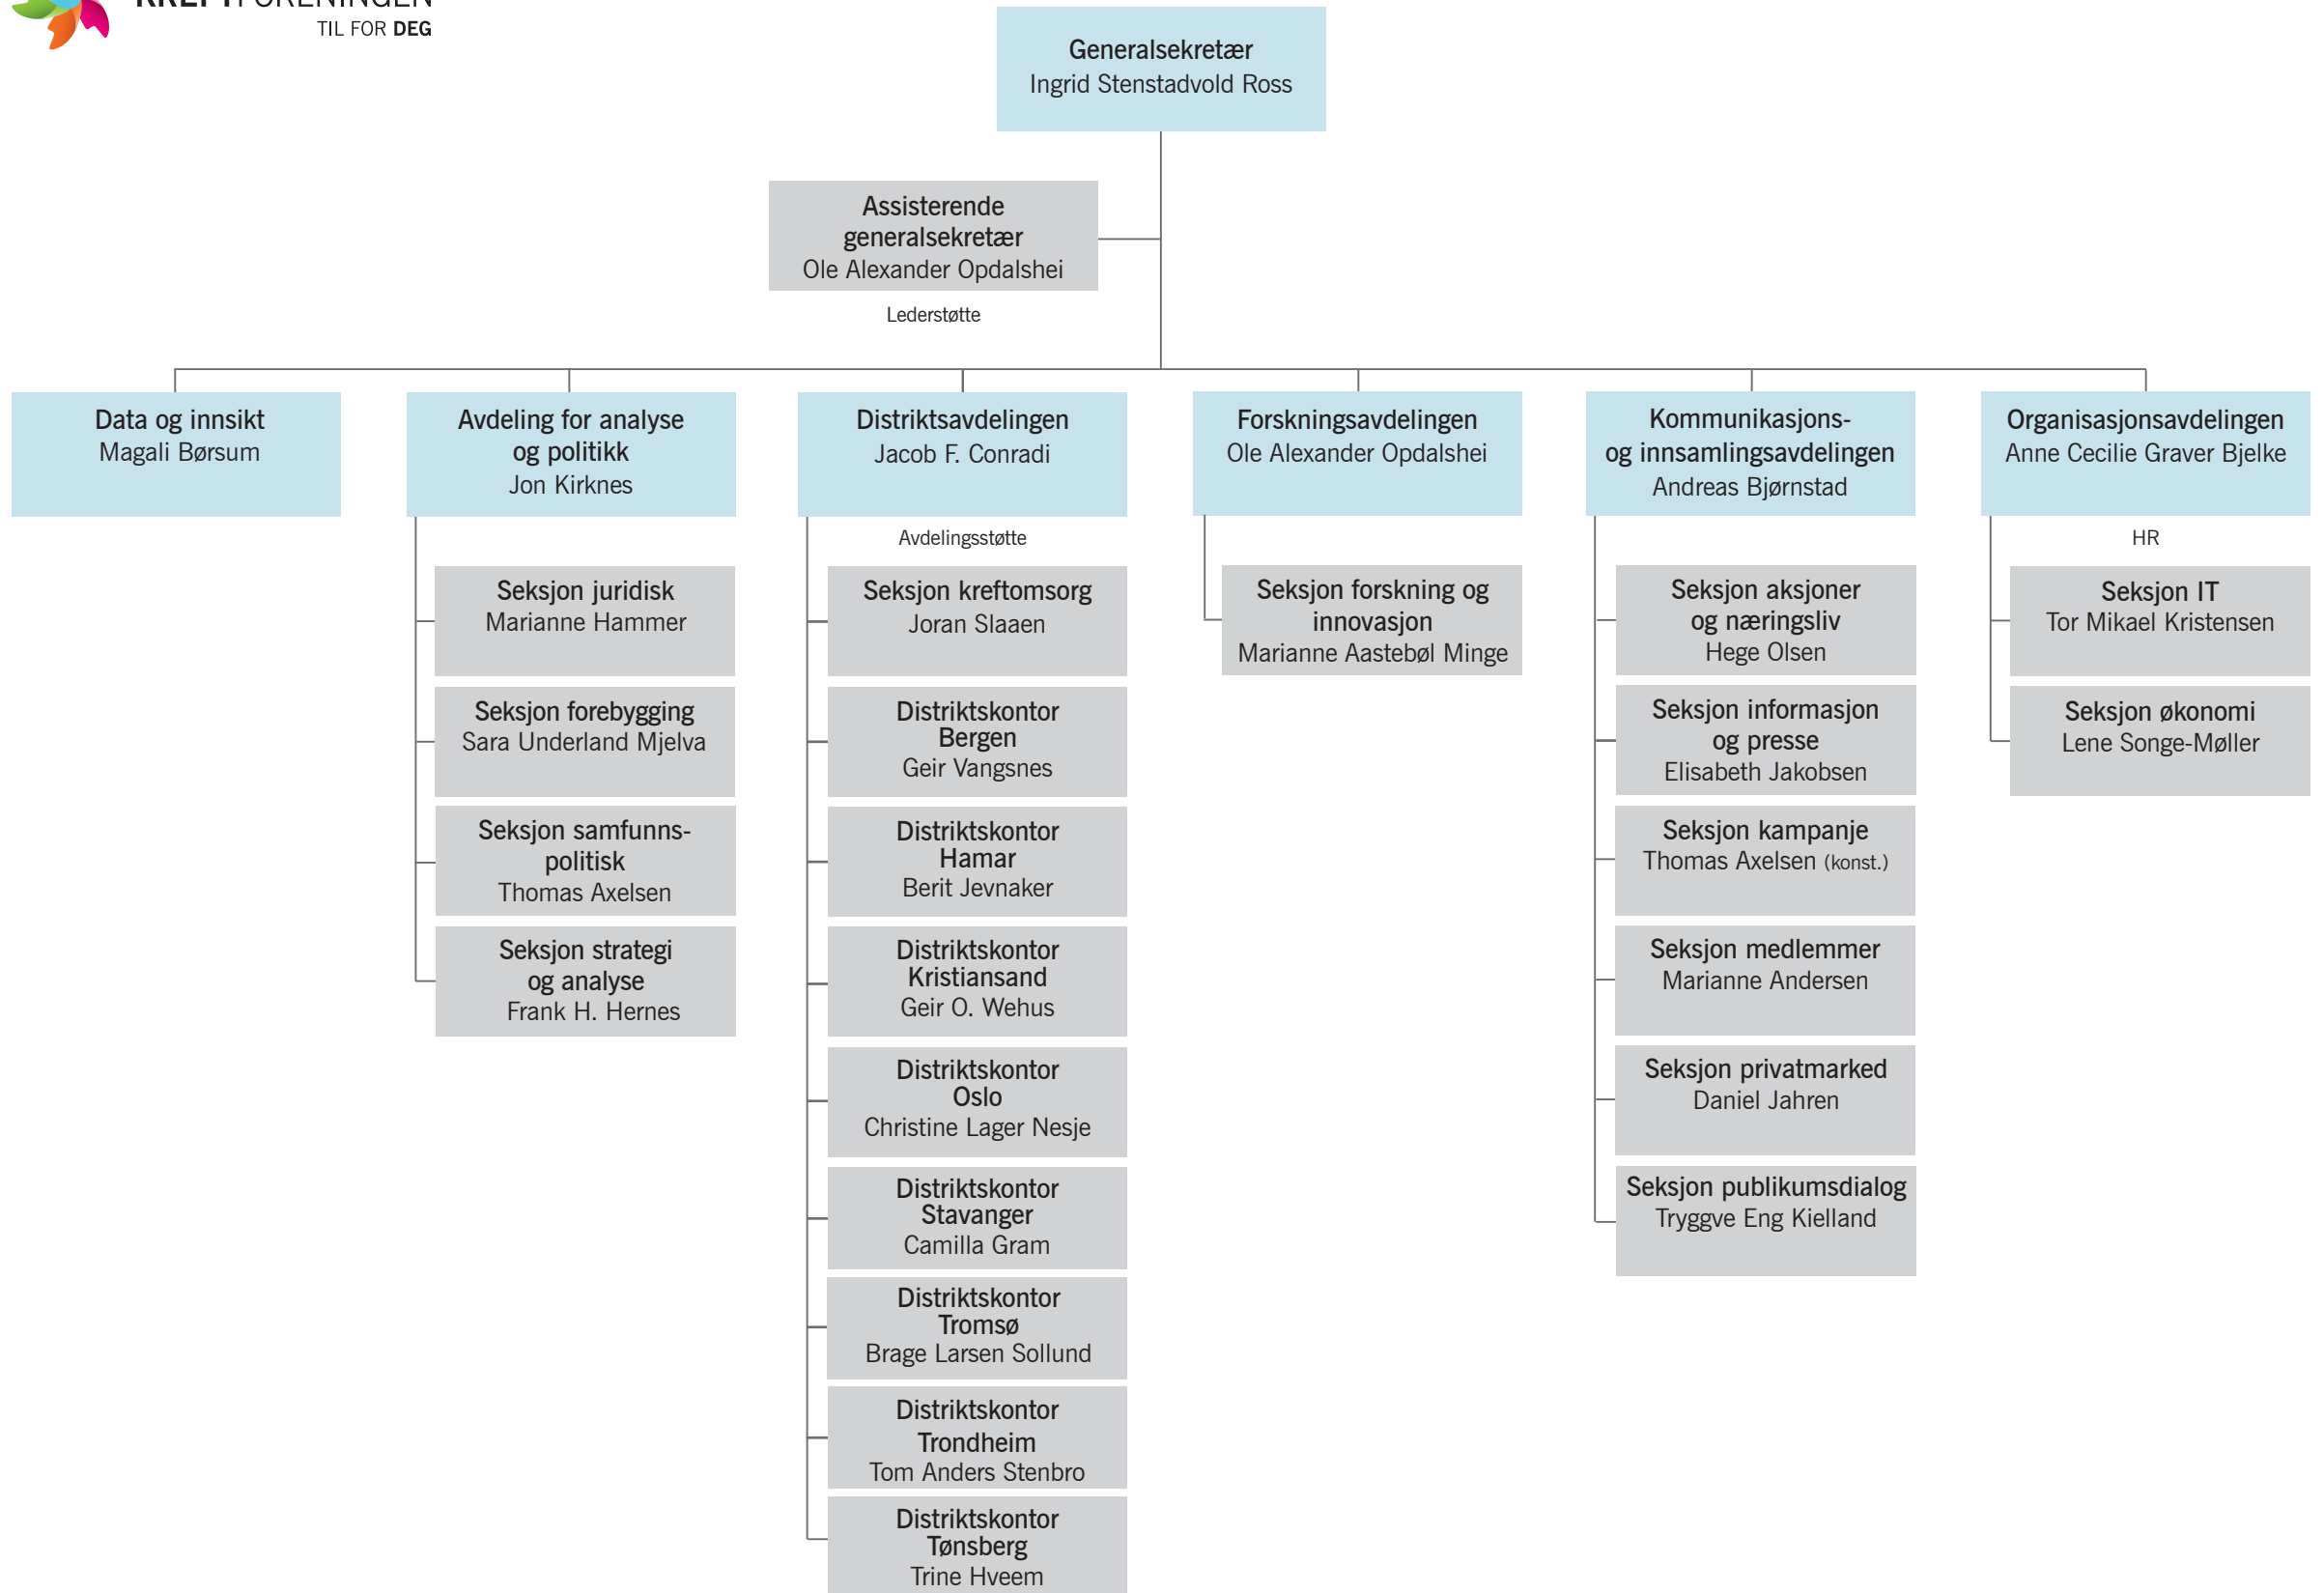 TIL FOR DEG
Generalsekretær
Ingrid Stenstadvold Ross
Assisterende
generalsekretær
Ole Alexander Opdalshei
Lederstøtte
Data og innsikt
Magali Børsum
Avdeling for analyse
og politikk
Jon Kirknes
Seksjon juridisk
Marianne Hammer
Seksjon forebygging
Sara Underland Mjelva
Seksjon samfunns-
politisk
Thomas Axelsen
Seksjon strategi
og analyse
Frank H. Hernes
Distriktsavdelingen
Jacob F. Conradi
Avdelingsstøtte
Seksjon kreftomsorg
Joran Slaaen
Distriktskontor
Bergen
Geir Vangsnes
Distriktskontor
Hamar
Berit Jevnaker
Distriktskontor
Kristiansand
Geir O. Wehus
Distriktskontor
Oslo
Christine Lager Nesje
Distriktskontor
Stavanger
Camilla Gram
Distriktskontor
Tromsø
Brage Larsen Sollund
Distriktskontor
Trondheim
Tom Anders Stenbro
Distriktskontor
Tønsberg
Trine Hveem
Forskningsavdelingen
Ole Alexander Opdalshei
Seksjon forskning og
innovasjon
Marianne Aastebøl Minge
Kommunikasjons-
og innsamlingsavdelingen
Andreas Bjørnstad
Seksjon aksjoner
og næringsliv
Hege Olsen
Seksjon informasjon
og presse
Elisabeth Jakobsen
Seksjon kampanje
Thomas Axelsen (konst.)
Seksjon medlemmer
Marianne Andersen
Seksjon privatmarked
Daniel Jahren
Seksjon publikumsdialog
Tryggve Eng Kielland
Organisasjonsavdelingen
Anne Cecilie Graver Bjelke
HR
Seksjon IT
Tor Mikael Kristensen
Seksjon økonomi
Lene Songe-Møller